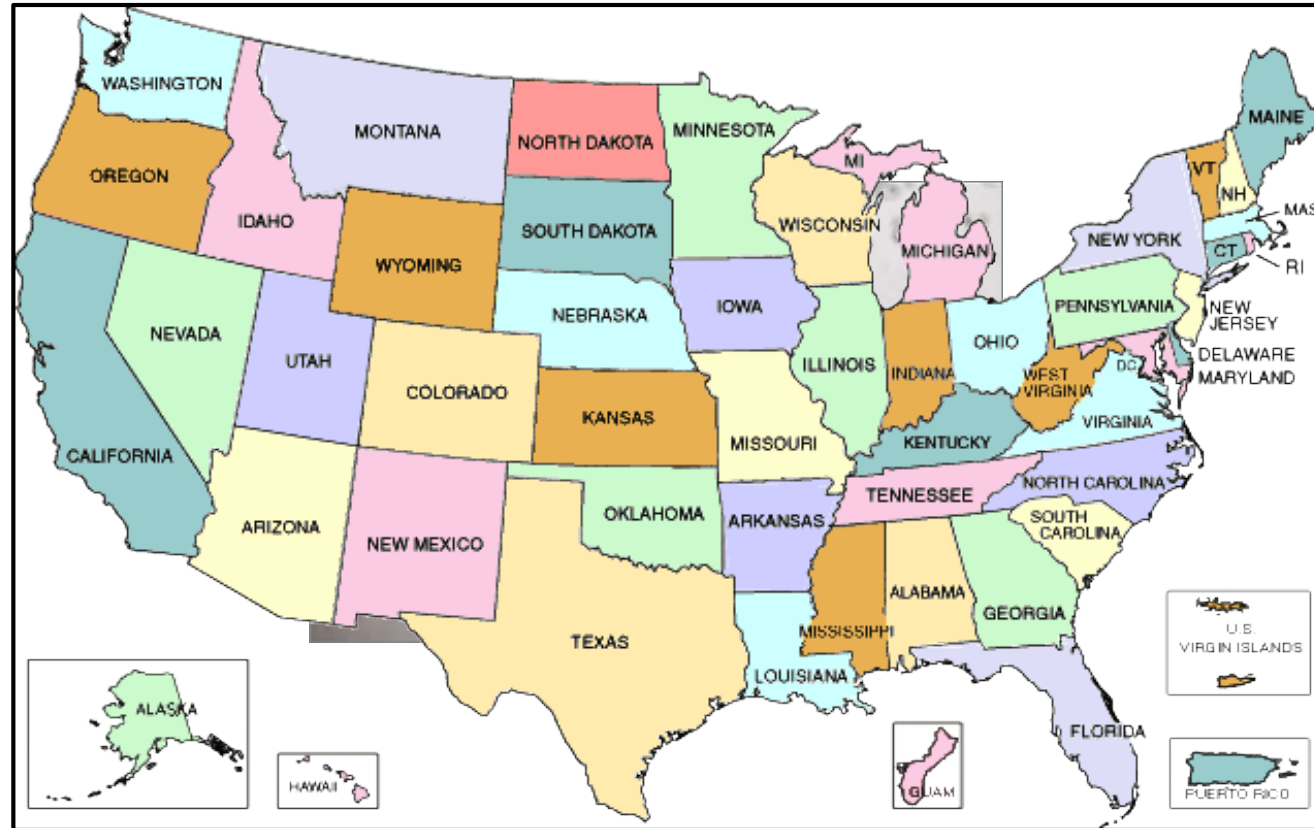 WASHINGTON
MONTANA
NORTH DAKOTA
MINNESOTA
MAINE
OREGON
IDAHO
SOUTH DAKOTA
WISCONSIN
MI
MICHIGAN
VT
NH
MAS
NEW YORK
CT
RI
WYOMING
NEVADA
UTAH
COLORADO
NEBRASKA
IOWA
ILLINOIS
INDIANA
OHIO
PENNSYLVANIA
NEW
JERSEY
DELAWARE
MARYLAND
DC
WEST
VIRGINIA
VIRGINIA
CALIFORNIA
KANSAS
MISSOURI
KENTUCKY
ARIZONA
NEW MEXICO
OKLAHOMA
ARKANSAS
TENNESSEE
NORTH CAROLINA
SOUTH
CAROLINA
TEXAS
LOUISIANA
MISSISSIPPI
ALABAMA
GEORGIA
FLORIDA
ALASKA
HAWAII
GUAM
U.S.
VIRGIN ISLANDS
PUERTO RICO